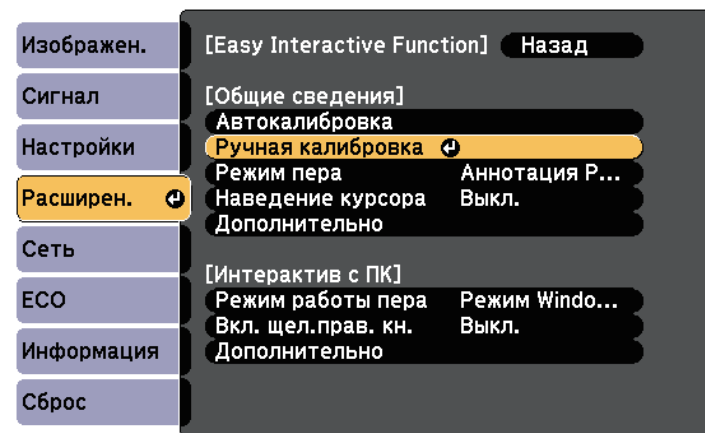 Изображен.
Сигнал
Настройки
Расширен.
Сеть
ECO
Информация
Сброс
[Easy Interactive Function] Назад
[Общие сведения]
Автокалибровка
Ручная калибровка
Режим пера Аннотация P...
Наведение курсора Выкл.
Дополнительно
[Интерактив с ПК]
Режим работы пера Режим Windo...
Вкл. щел.прав. кн. Выкл.
Дополнительно